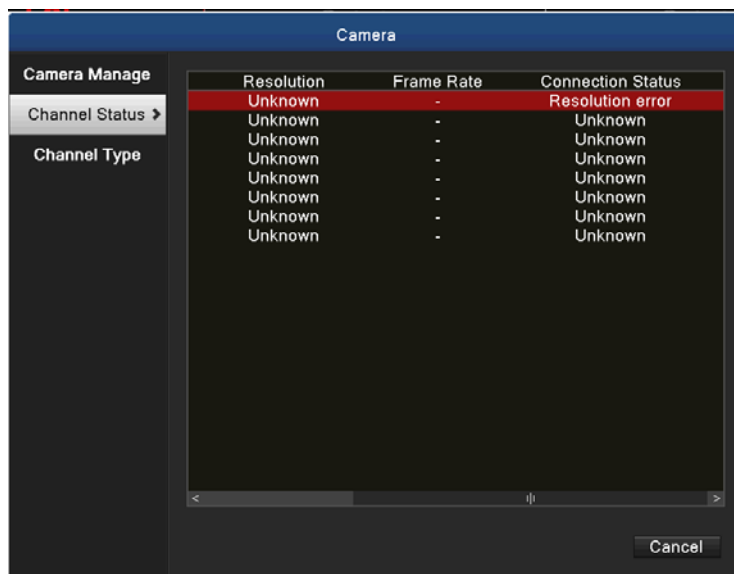 Camera
Camera Manage
Channel Status >
Channel Type
Resolution Frame Rate Connection Status
Unknown - Resolution error
Unknown - Unknown
Unknown - Unknown
Unknown - Unknown
Unknown - Unknown
Unknown - Unknown
Unknown - Unknown
Unknown - Unknown
Cancel